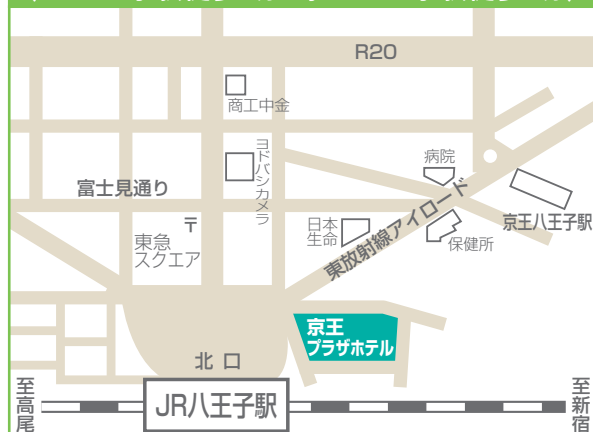 R20
商工中金
ヨドバシカメラ
病院
富士見通り
〒
東急
スクエア
日本
生命
東放射線アイロード
保健所
京王八王子駅
京王
プラザホテル
北口
至高尾
JR八王子駅
至新宿